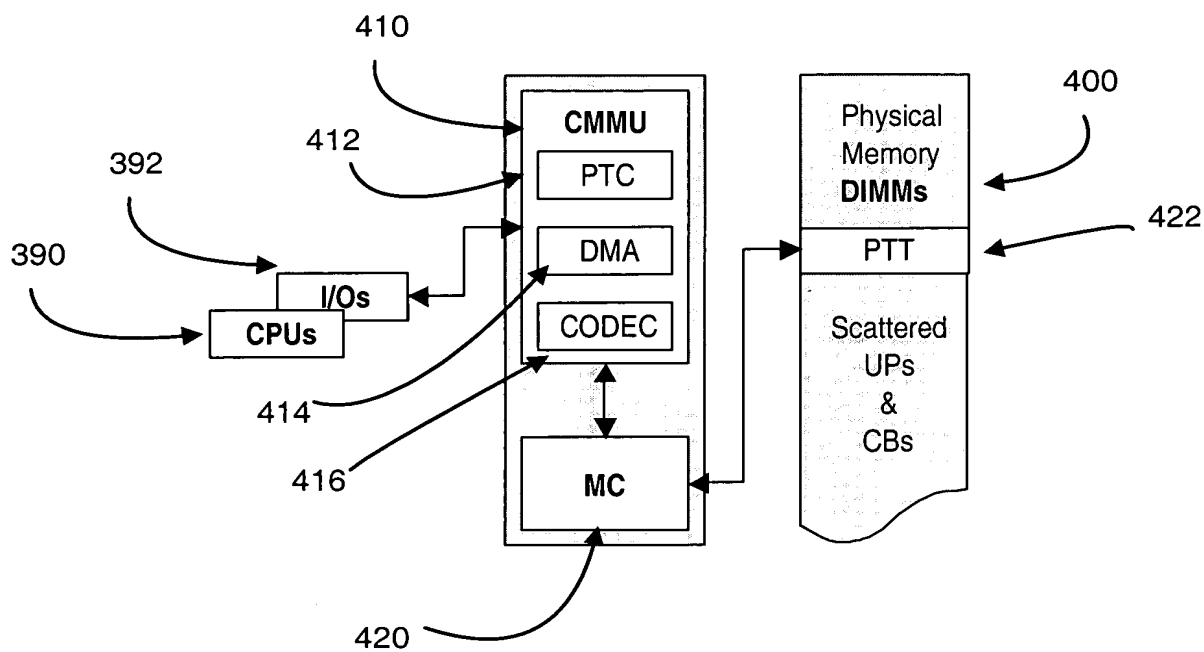 410
CMMU
Physical
Memory
DIMMs
400
412
PTC
392
422
390
DMA
PTT
I/Os
CPUs
CODEC
Scattered
UPs
&
CBs
414
416
MC
420